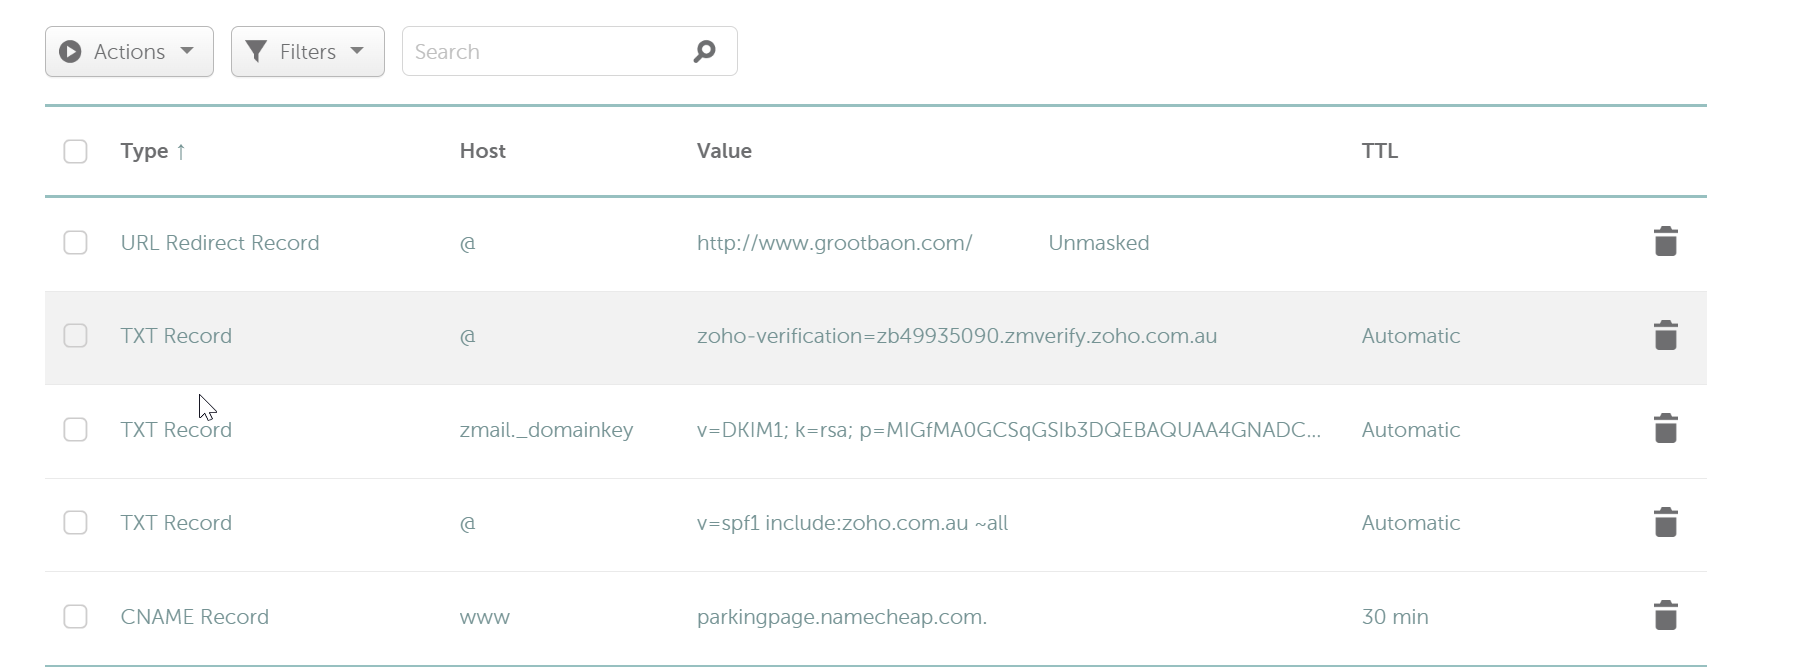 Actions Filters Search
Type ↑ Host Value TTL
URL Redirect Record @ http://www.grootbaon.com/ Unmasked
TXT Record @ zoho-verification=zb49935090.zmverify.zoho.com.au Automatic
TXT Record zmail._domainkey v=DKIM1; k=rsa; p=MIGfMA0GCSqGSIb3DQEBAQUAA4GNADC... Automatic
TXT Record @ v=spf1 include:zoho.com.au ~all Automatic
CNAME Record www parkingpage.namecheap.com. 30 min